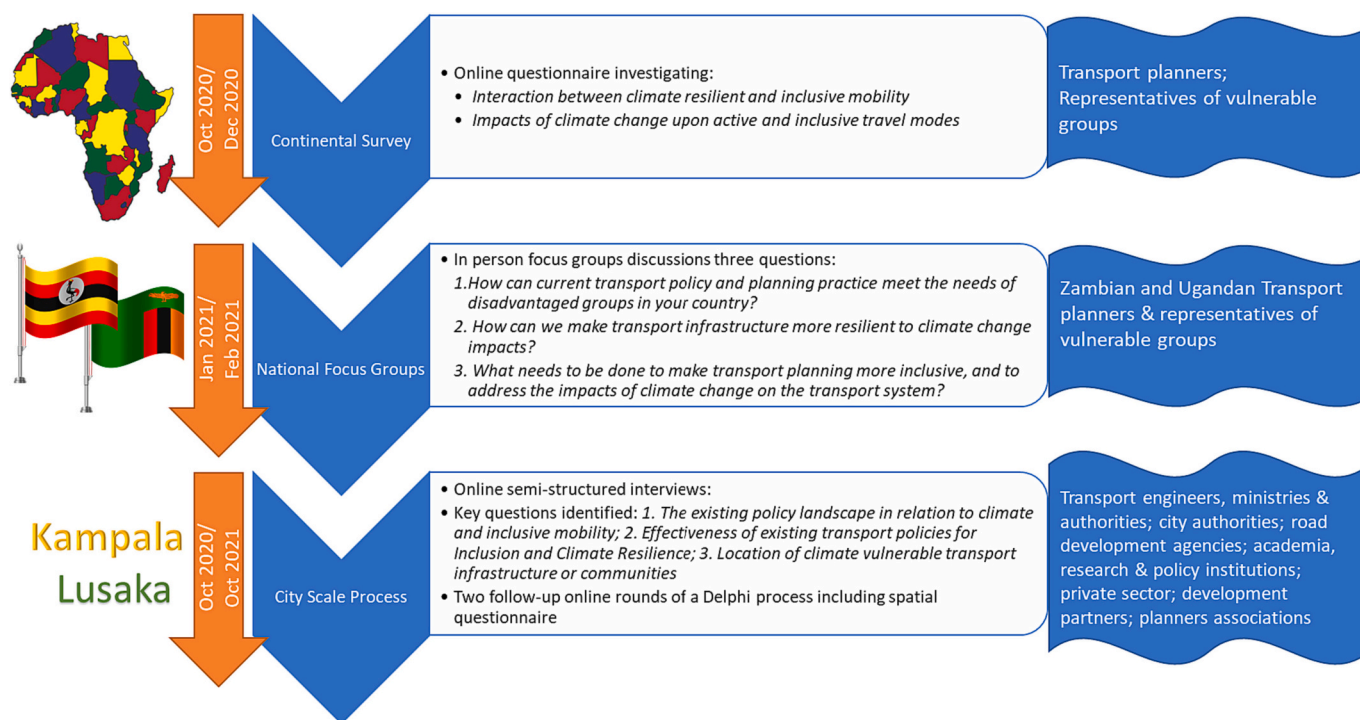 Oct 2020/
Dec 2020
Continental Survey
• Online questionnaire investigating:
• Interaction between climate resilient and inclusive mobility
• Impacts of climate change upon active and inclusive travel modes
Transport planners;
Representatives of vulnerable
groups
Jan 2021/
Feb 2021
National Focus Groups
• In person focus groups discussions three questions:
1.How can current transport policy and planning practice meet the needs of
disadvantaged groups in your country?
2. How can we make transport infrastructure more resilient to climate change
impacts?
3. What needs to be done to make transport planning more inclusive, and to
address the impacts of climate change on the transport system?
Zambian and Ugandan Transport
planners & representatives of
vulnerable groups
Kampala
Lusaka
Oct 2020/
Oct 2021
City Scale Process
• Online semi-structured interviews:
• Key questions identified: 1. The existing policy landscape in relation to climate
and inclusive mobility; 2. Effectiveness of existing transport policies for
Inclusion and Climate Resilience; 3. Location of climate vulnerable transport
infrastructure or communities
• Two follow-up online rounds of a Delphi process including spatial
questionnaire
Transport engineers, ministries &
authorities; city authorities; road
development agencies; academia,
research & policy institutions;
private sector; development
partners; planners associations